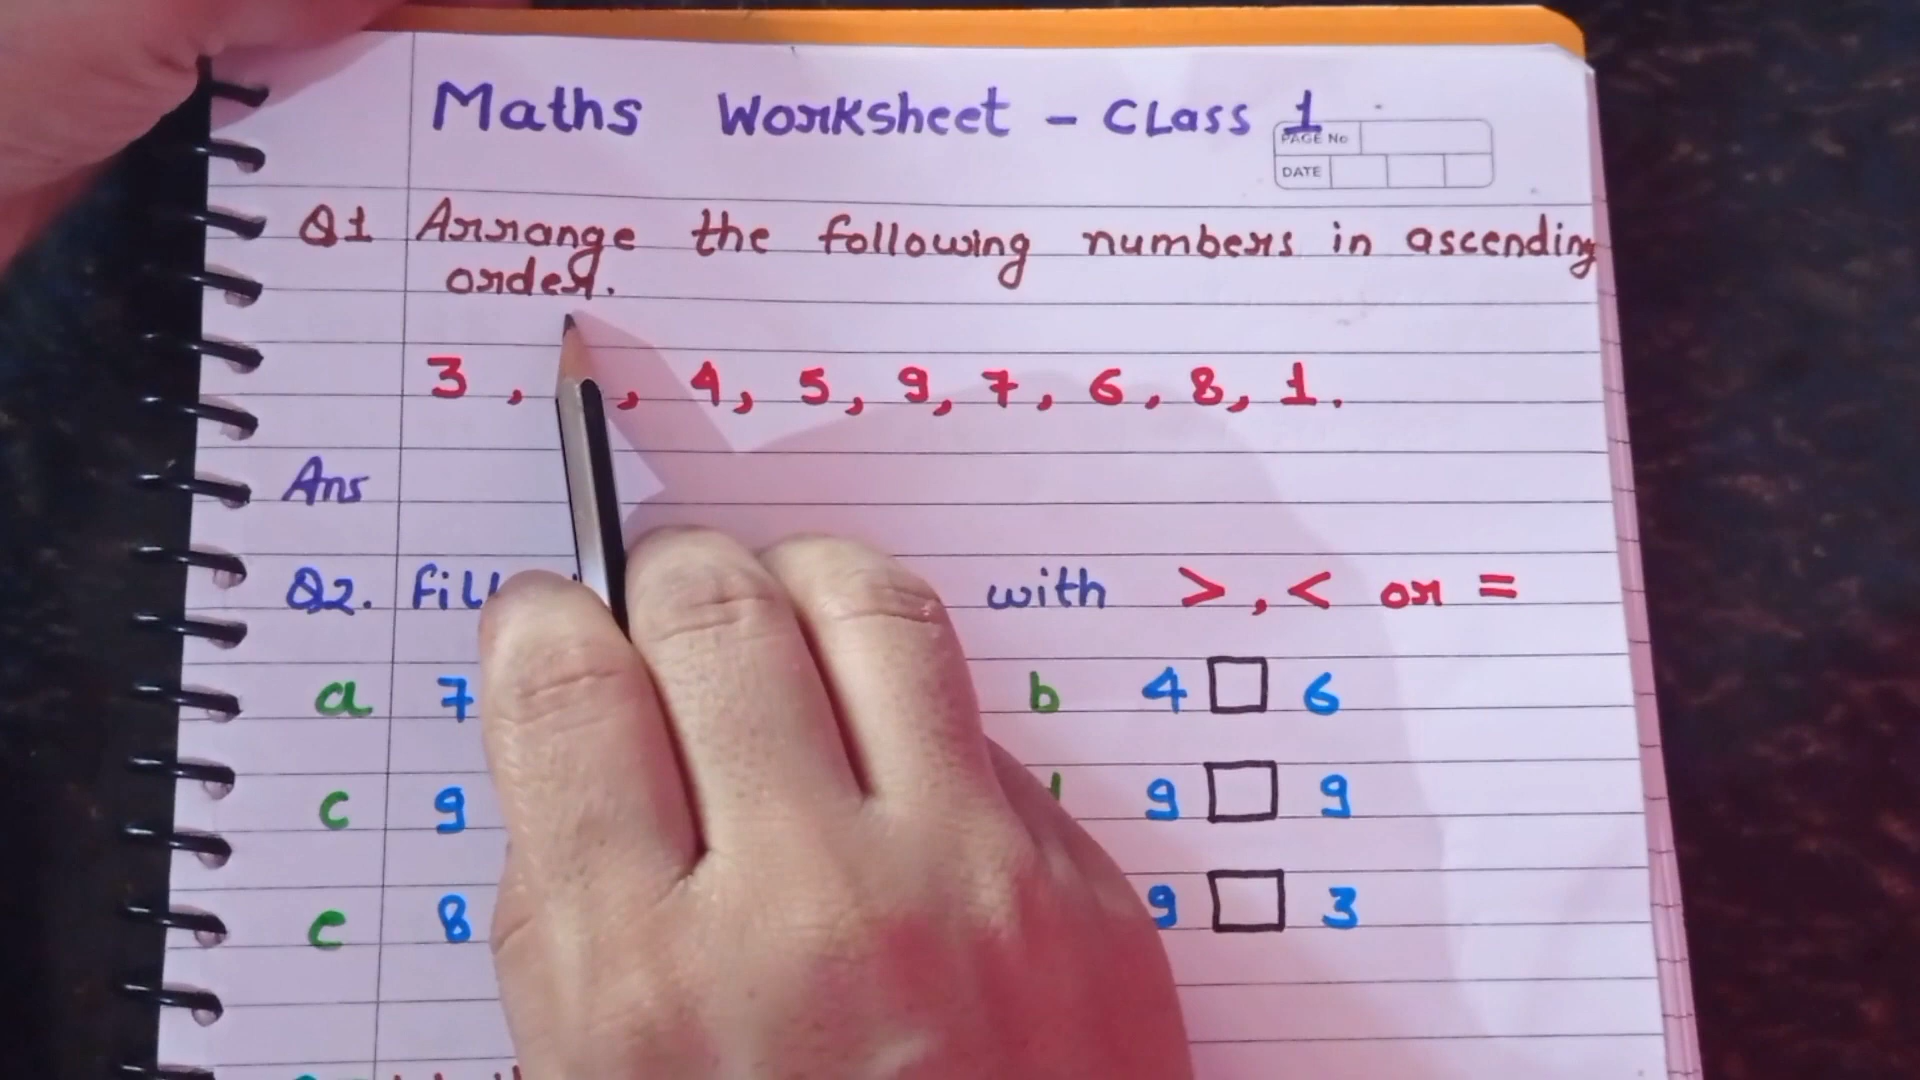 Maths Worksheet - Class 1
PAGE No
DATE
Q1 Arrange the following numbers in ascending
order.
3 , , 4, 5, 9, 7, 6, 8, 1.
Ans
Q2. Fill with >, < or =
a 7 b 4 □ 6
c 9 9 □ 9
e 8 9 □ 3